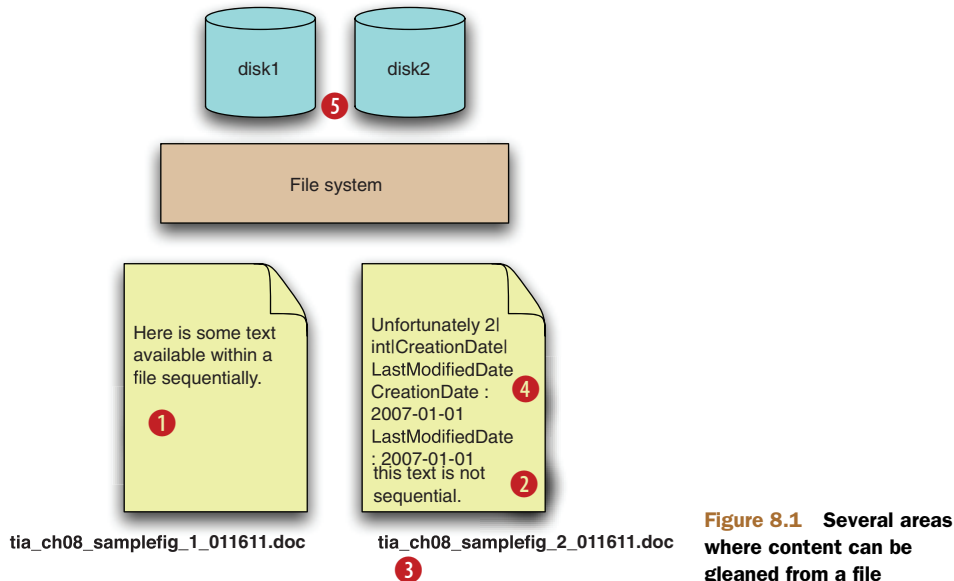 disk1
disk2
5
File system
Here is some text
available within a
file sequentially.
1
Unfortunately 2|
int|CreationDate|
LastModifiedDate
CreationDate :
4
2007-01-01
LastModifiedDate
: 2007-01-01
this text is not
sequential.
2
tia_ch08_samplefig_1_011611.doc
tia_ch08_samplefig_2_011611.doc
3
Figure 8.1 Several areas
where content can be
gleaned from a file